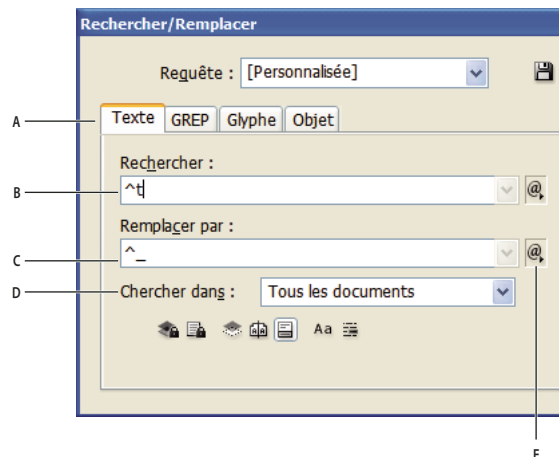 Rechercher/Remplacer
Requête : [Personnalisée]
A
Texte GREP Glyphe Objet
Rechercher :
B
^t
@
Remplacer par :
C
^_
@
D
Chercher dans : Tous les documents
Aa
E